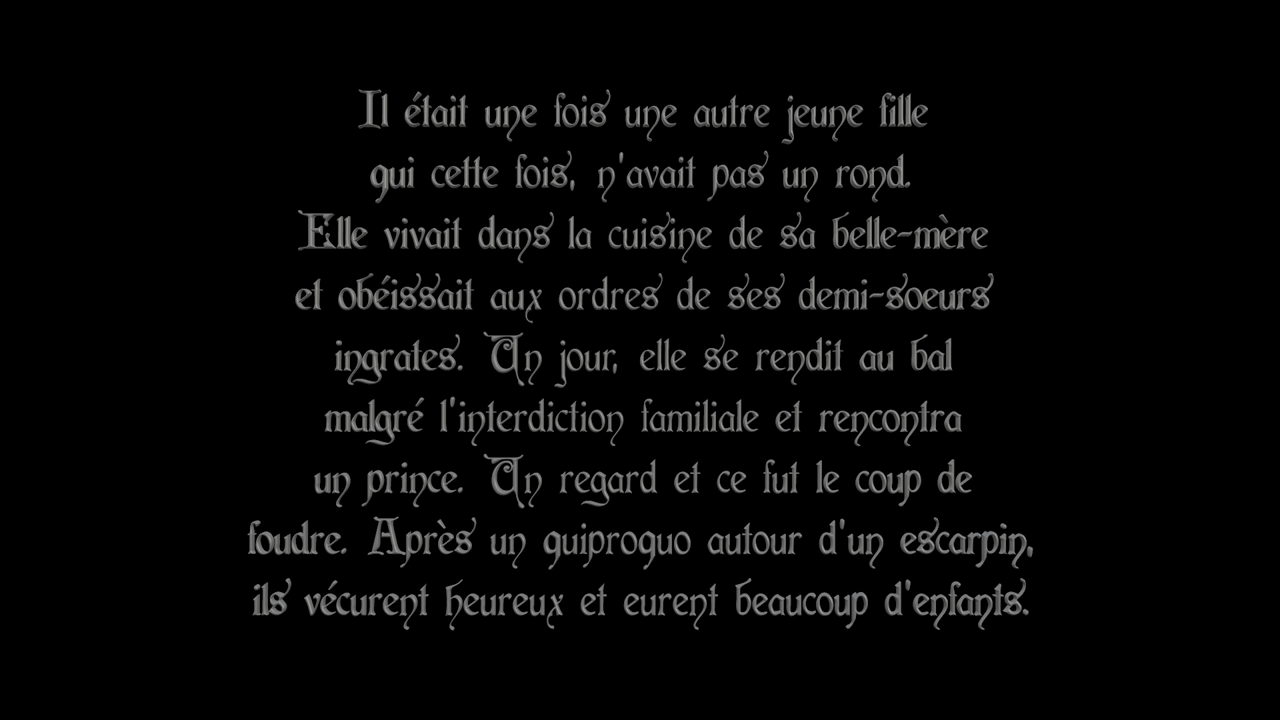 Il était une fois une autre jeune fille
qui cette fois, n'avait pas un rond.
Elle vivait dans la cuisine de sa belle-mère
et obéissait aux ordres de ses demi-soeurs
ingrates. Un jour, elle se rendit au bal
malgré l'interdiction familiale et rencontra
un prince. Un regard et ce fut le coup de
foudre. Après un quiproquo autour d'un escarpin,
ils vécurent heureux et eurent beaucoup d'enfants.